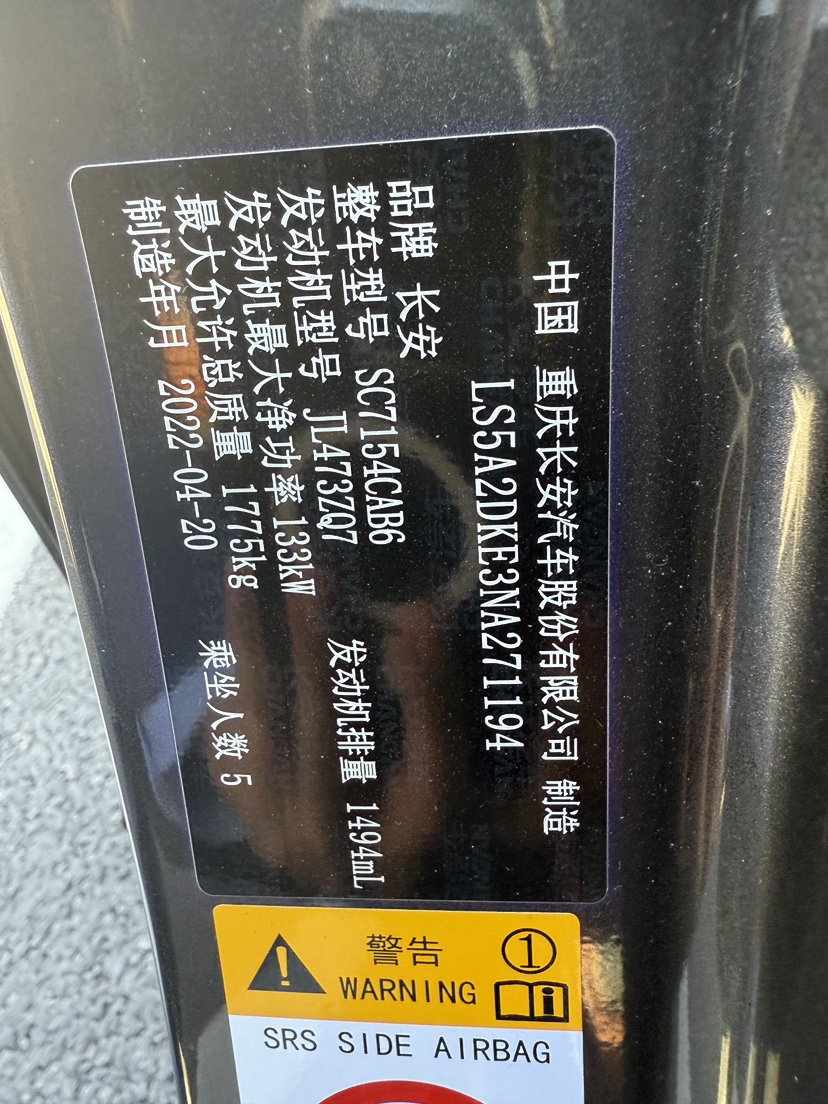 中国 重庆长安汽车股份有限公司 制造
LS5A2DKE3NA271194
品牌 长安
整车型号 SC7154CAB6
发动机型号 JL473ZQ7 发动机排量 1494mL
发动机最大净功率 133kW
最大允许总质量 1775kg 乘坐人数 5
制造年月 2022-04-20
警告 ①
WARNING
SRS SIDE AIRBAG